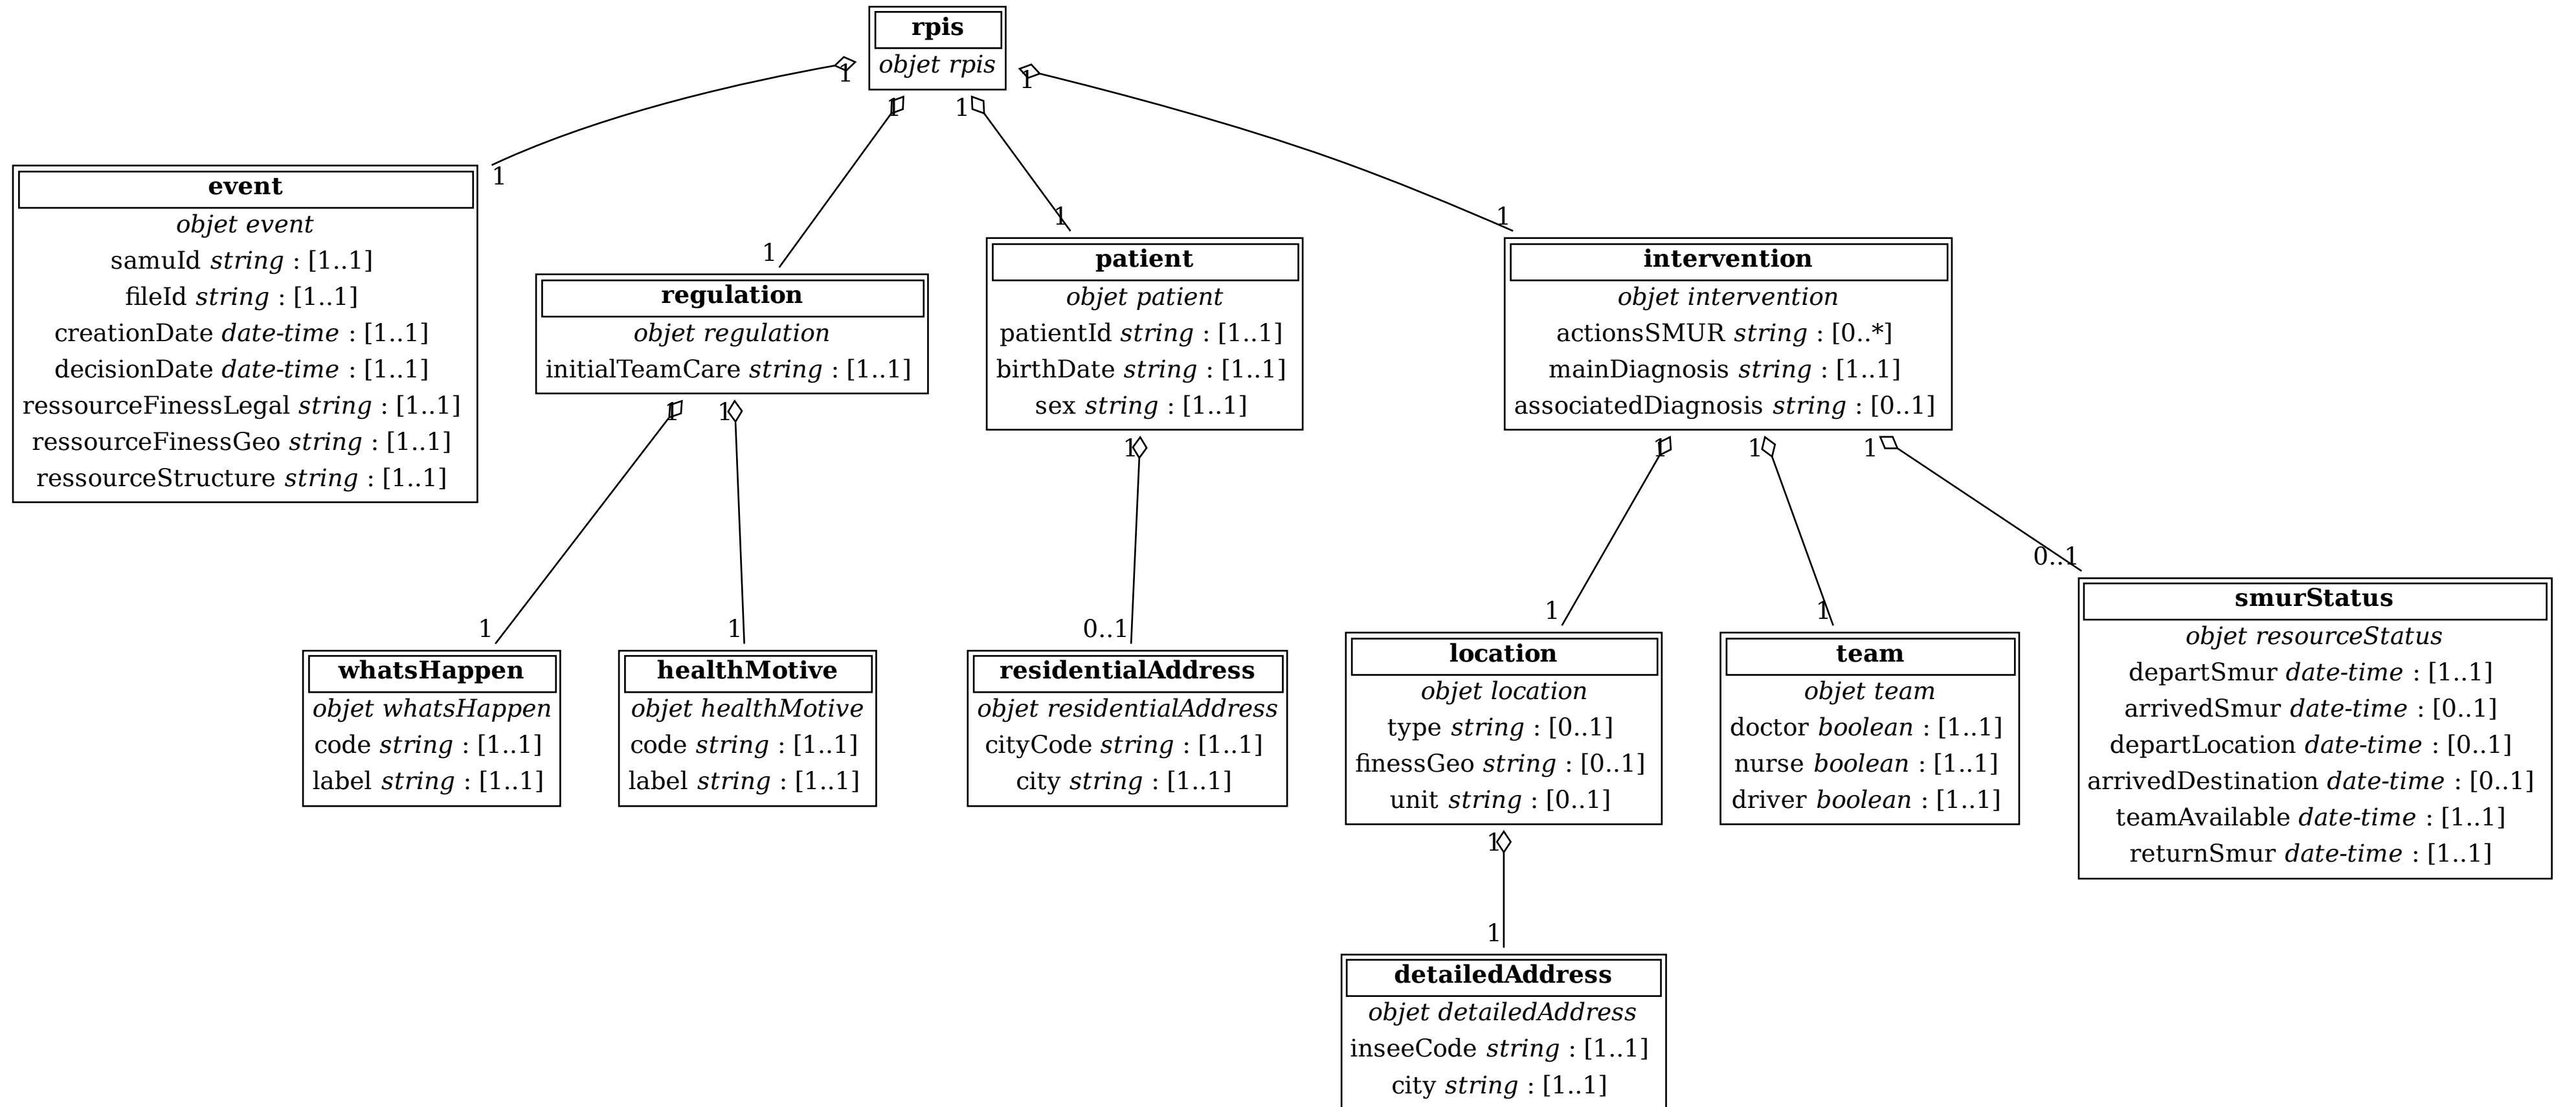 rpis
objet rpis
1
1
1
1
1
event
objet event
samuId string : [1..1]
fileId string : [1..1]
creationDate date-time : [1..1]
decisionDate date-time : [1..1]
ressourceFinessLegal string : [1..1]
ressourceFinessGeo string : [1..1]
ressourceStructure string : [1..1]
1
regulation
objet regulation
initialTeamCare string : [1..1]
1
1
1
patient
objet patient
patientId string : [1..1]
birthDate string : [1..1]
sex string : [1..1]
1
1
intervention
objet intervention
actionsSMUR string : [0..*]
mainDiagnosis string : [1..1]
associatedDiagnosis string : [0..1]
1
1
1
1
whatsHappen
objet whatsHappen
code string : [1..1]
label string : [1..1]
1
healthMotive
objet healthMotive
code string : [1..1]
label string : [1..1]
0..1
residentialAddress
objet residentialAddress
cityCode string : [1..1]
city string : [1..1]
1
location
objet location
type string : [0..1]
finessGeo string : [0..1]
unit string : [0..1]
1
1
team
objet team
doctor boolean : [1..1]
nurse boolean : [1..1]
driver boolean : [1..1]
0..1
smurStatus
objet resourceStatus
departSmur date-time : [1..1]
arrivedSmur date-time : [0..1]
departLocation date-time : [0..1]
arrivedDestination date-time : [0..1]
teamAvailable date-time : [1..1]
returnSmur date-time : [1..1]
1
detailedAddress
objet detailedAddress
inseeCode string : [1..1]
city string : [1..1]